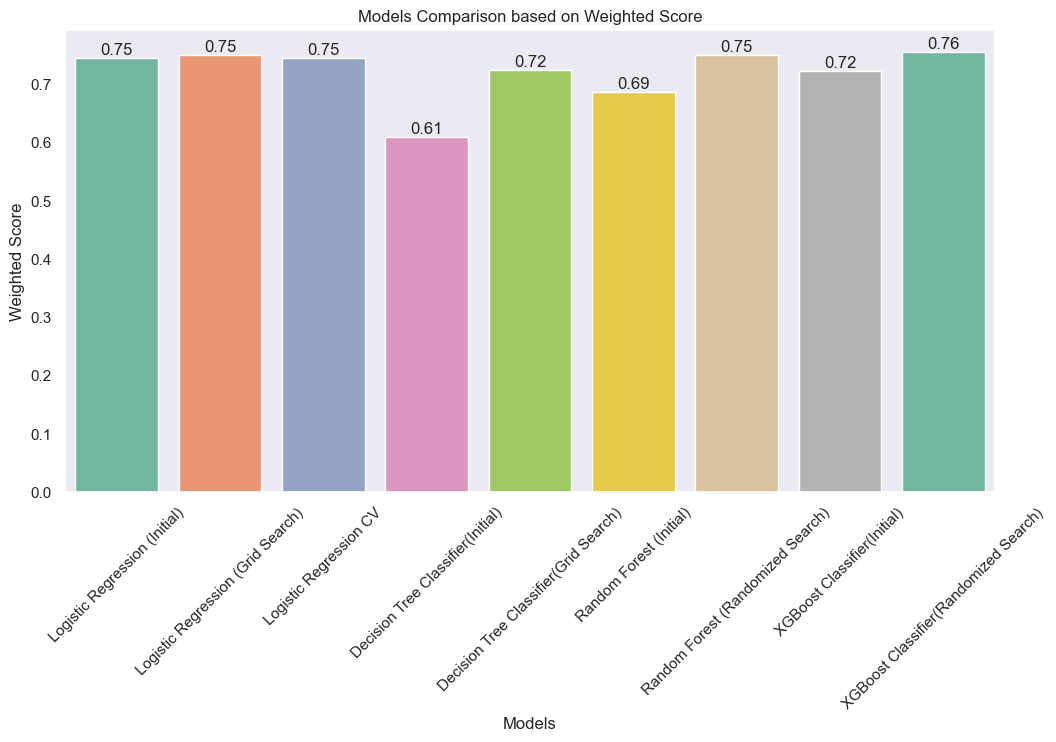 Models Comparison based on Weighted Score
0.75
0.75
0.75
0.61
0.72
0.69
0.75
0.72
0.76
Weighted Score
0.7
0.6
0.5
0.4
0.3
0.2
0.1
0.0
Logistic Regression (Initial)
Logistic Regression (Grid Search)
Logistic Regression CV
Decision Tree Classifier(Initial)
Decision Tree Classifier(Grid Search)
Random Forest (Initial)
Random Forest (Randomized Search)
XGBoost Classifier(Initial)
XGBoost Classifier(Randomized Search)
Models